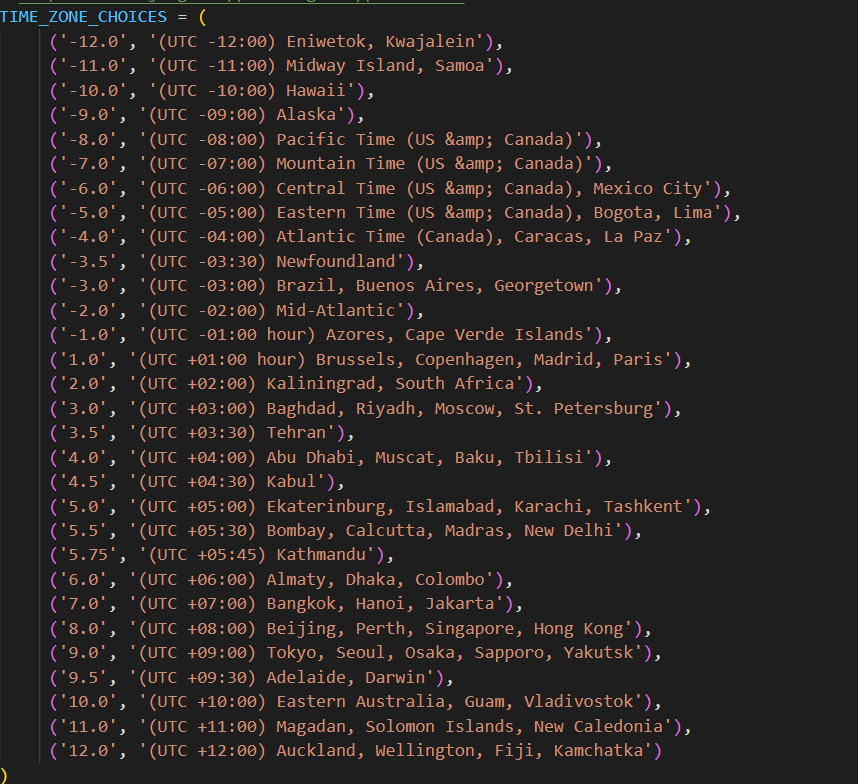 TIME_ZONE_CHOICES = (
    ('-12.0', '(UTC -12:00) Eniwetok, Kwajalein'),
    ('-11.0', '(UTC -11:00) Midway Island, Samoa'),
    ('-10.0', '(UTC -10:00) Hawaii'),
    ('-9.0', '(UTC -09:00) Alaska'),
    ('-8.0', '(UTC -08:00) Pacific Time (US &amp; Canada)'),
    ('-7.0', '(UTC -07:00) Mountain Time (US &amp; Canada)'),
    ('-6.0', '(UTC -06:00) Central Time (US &amp; Canada), Mexico City'),
    ('-5.0', '(UTC -05:00) Eastern Time (US &amp; Canada), Bogota, Lima'),
    ('-4.0', '(UTC -04:00) Atlantic Time (Canada), Caracas, La Paz'),
    ('-3.5', '(UTC -03:30) Newfoundland'),
    ('-3.0', '(UTC -03:00) Brazil, Buenos Aires, Georgetown'),
    ('-2.0', '(UTC -02:00) Mid-Atlantic'),
    ('-1.0', '(UTC -01:00 hour) Azores, Cape Verde Islands'),
    ('1.0', '(UTC +01:00 hour) Brussels, Copenhagen, Madrid, Paris'),
    ('2.0', '(UTC +02:00) Kaliningrad, South Africa'),
    ('3.0', '(UTC +03:00) Baghdad, Riyadh, Moscow, St. Petersburg'),
    ('3.5', '(UTC +03:30) Tehran'),
    ('4.0', '(UTC +04:00) Abu Dhabi, Muscat, Baku, Tbilisi'),
    ('4.5', '(UTC +04:30) Kabul'),
    ('5.0', '(UTC +05:00) Ekaterinburg, Islamabad, Karachi, Tashkent'),
    ('5.5', '(UTC +05:30) Bombay, Calcutta, Madras, New Delhi'),
    ('5.75', '(UTC +05:45) Kathmandu'),
    ('6.0', '(UTC +06:00) Almaty, Dhaka, Colombo'),
    ('7.0', '(UTC +07:00) Bangkok, Hanoi, Jakarta'),
    ('8.0', '(UTC +08:00) Beijing, Perth, Singapore, Hong Kong'),
    ('9.0', '(UTC +09:00) Tokyo, Seoul, Osaka, Sapporo, Yakutsk'),
    ('9.5', '(UTC +09:30) Adelaide, Darwin'),
    ('10.0', '(UTC +10:00) Eastern Australia, Guam, Vladivostok'),
    ('11.0', '(UTC +11:00) Magadan, Solomon Islands, New Caledonia'),
    ('12.0', '(UTC +12:00) Auckland, Wellington, Fiji, Kamchatka')
)